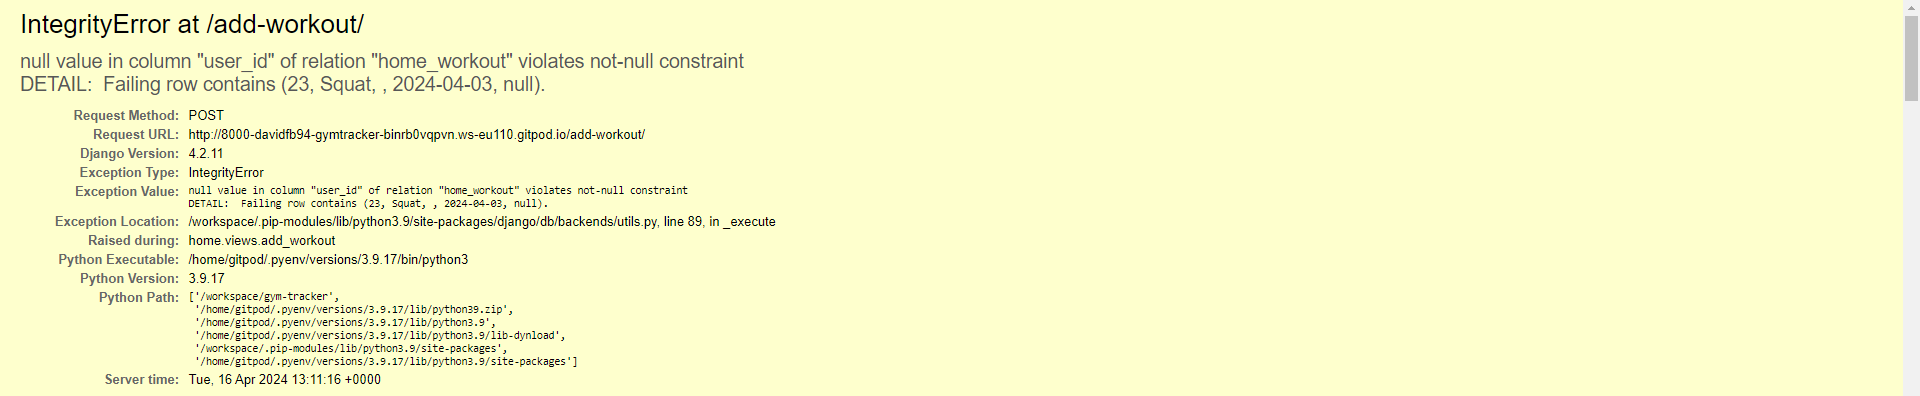 IntegrityError at /add-workout/
null value in column "user_id" of relation "home_workout" violates not-null constraint
DETAIL:  Failing row contains (23, Squat, , 2024-04-03, null).
Request Method: POST
Request URL: http://8000-davidfb94-gymtracker-binrb0vqpvn.ws-eu110.gitpod.io/add-workout/
Django Version: 4.2.11
Exception Type: IntegrityError
Exception Value: null value in column "user_id" of relation "home_workout" violates not-null constraint
DETAIL:  Failing row contains (23, Squat, , 2024-04-03, null).
Exception Location: /workspace/.pip-modules/lib/python3.9/site-packages/django/db/backends/utils.py, line 89, in _execute
Raised during: home.views.add_workout
Python Executable: /home/gitpod/.pyenv/versions/3.9.17/bin/python3
Python Version: 3.9.17
Python Path: ['/workspace/gym-tracker',
'/home/gitpod/.pyenv/versions/3.9.17/lib/python39.zip',
'/home/gitpod/.pyenv/versions/3.9.17/lib/python3.9',
'/home/gitpod/.pyenv/versions/3.9.17/lib/python3.9/lib-dynload',
'/workspace/.pip-modules/lib/python3.9/site-packages',
'/home/gitpod/.pyenv/versions/3.9.17/lib/python3.9/site-packages']
Server time: Tue, 16 Apr 2024 13:11:16 +0000